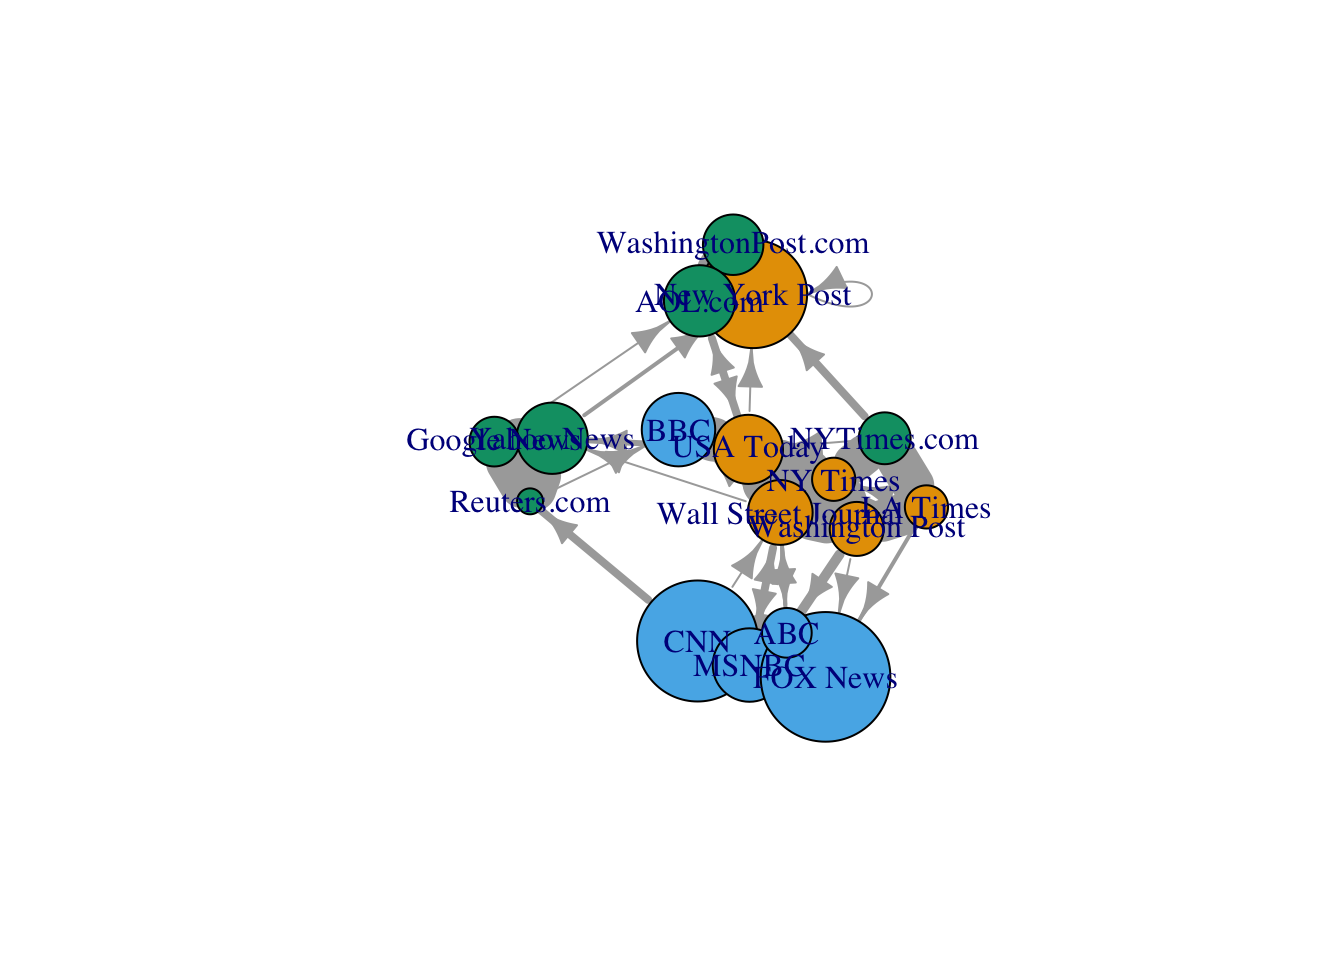 WashingtonPost.com
New York Post
AOL.com
BBC
Google News
Yahoo News
USA Today
NYTimes.com
NY Times
Reuters.com
Wall Street Journal
LA Times
Washington Post
CNN
ABC
MSNBC
FOX News